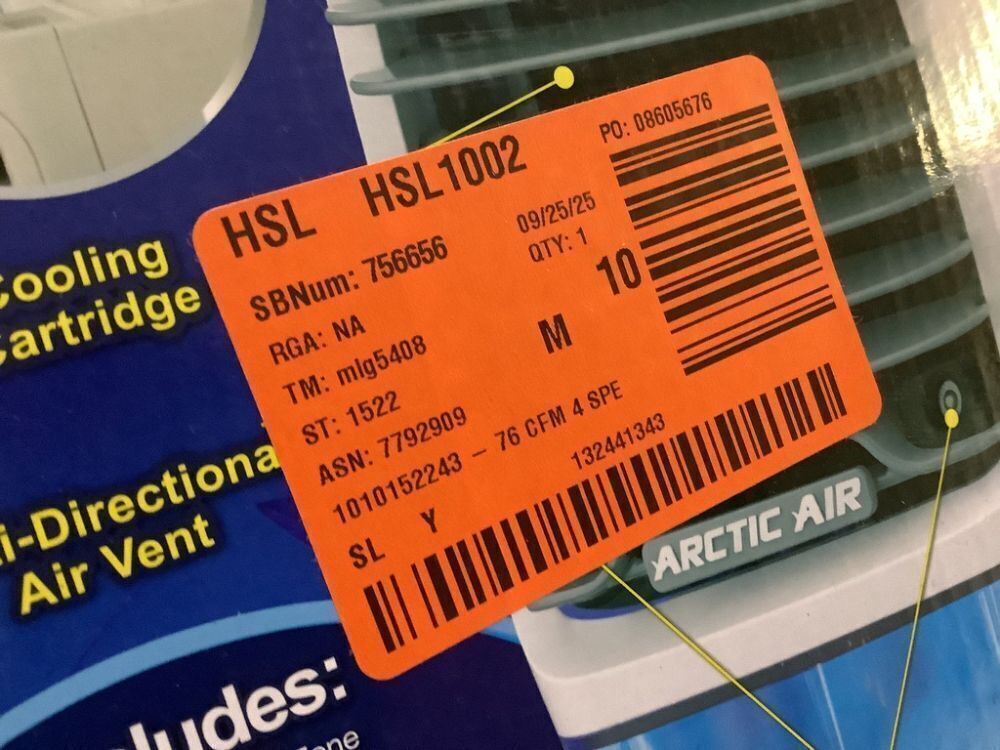 Cooling
Cartridge
i-Directiona
Air Vent
ludes:
HSL HSL1002
PO: 08605676
SBNum: 756656
09/25/25
RGA: NA
QTY: 1
10
TM: mlg5408
M
ST: 1522
ASN: 7792909
1010152243 - 76 CFM 4 SPE
132441343
SL Y
ARCTIC AIR